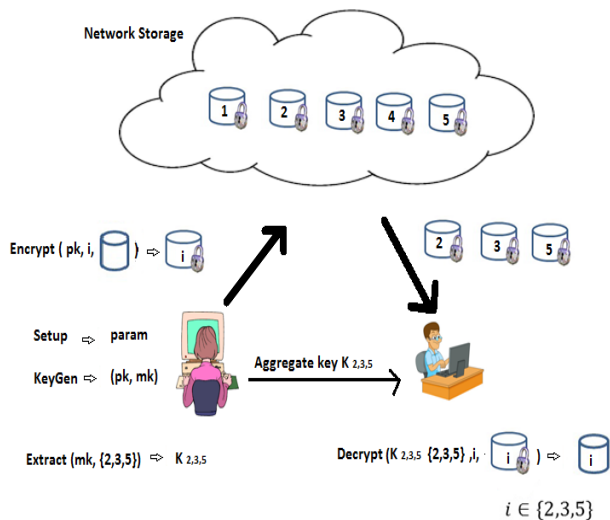 Network Storage
1 2 3 4 5
2 3 5
Encrypt ( pk, i, ) ⇨ i
Setup ⇨ param
KeyGen ⇨ (pk, mk)
Aggregate key K 2,3,5
Extract (mk, {2,3,5}) ⇨ K 2,3,5
Decrypt (K 2,3,5 {2,3,5} ,i, i ) ⇨ i
i ∈ {2,3,5}